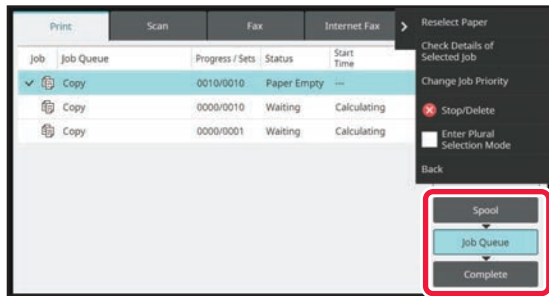 Print Scan Fax Internet Fax
Job Job Queue Progress / Sets Status Start Time
Copy 0010/0010 Paper Empty ---
Copy 0000/0010 Waiting Calculating
Copy 0000/0001 Waiting Calculating
Reselect Paper
Check Details of
Selected Job
Change Job Priority
Stop/Delete
Enter Plural
Selection Mode
Back
Spool
Job Queue
Complete